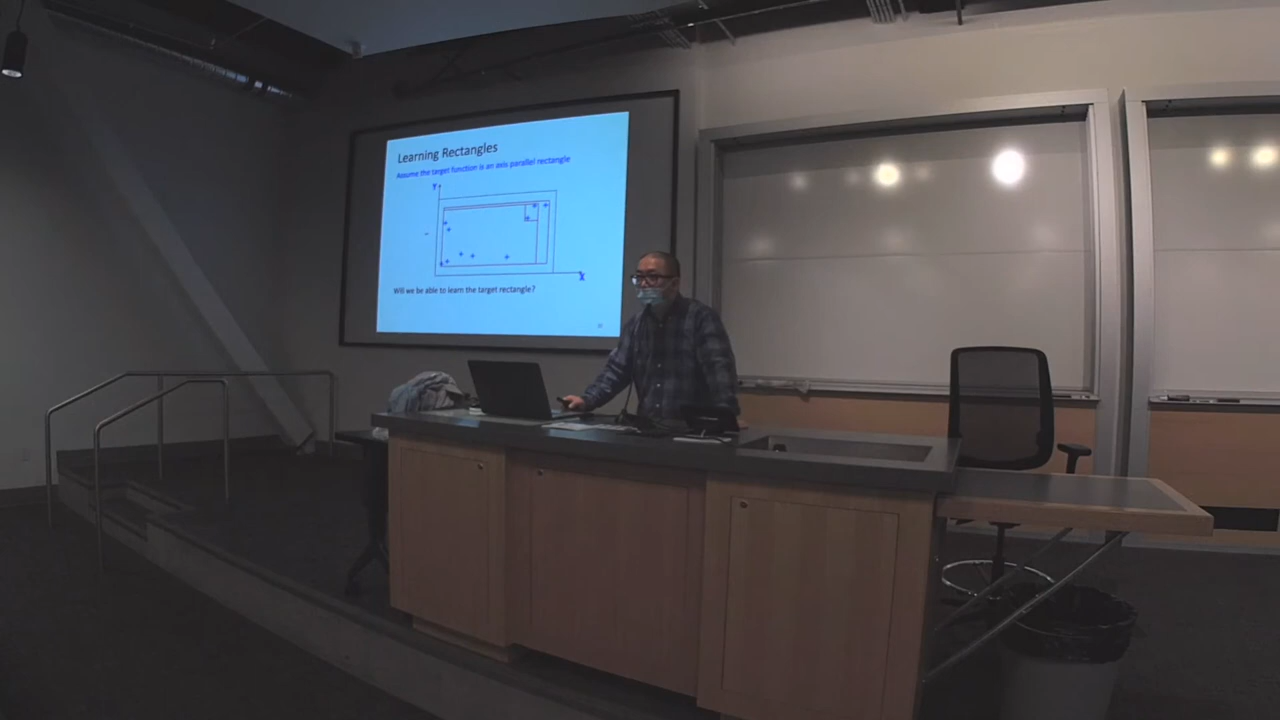 Learning Rectangles
Assume the target function is an axis parallel rectangle
Y
X
Will we be able to learn the target rectangle?